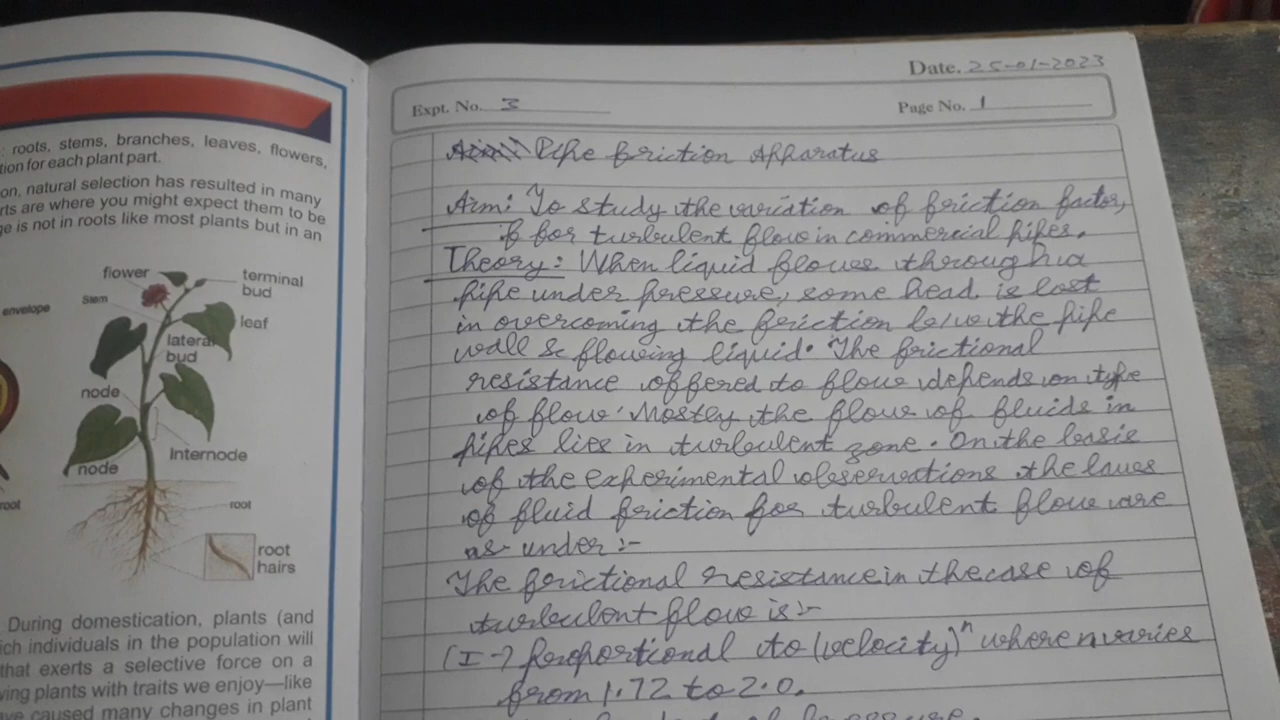 : roots, stems, branches, leaves, flowers,
tion for each plant part.
on, natural selection has resulted in many
rts are where you might expect them to be
ge is not in roots like most plants but in an
envelope
flower
terminal
bud
Stem
leaf
lateral
bud
node
Internode
node
root
root
root
hairs
During domestication, plants (and
ich individuals in the population will
that exerts a selective force on a
ving plants with traits we enjoy—like
ave caused many changes in plant
Date. 25-01-2023
Expt. No. 3
Page No. 1
Pipe friction Apparatus
Aim: To study the variation of friction factor,
f for turbulent flow in commercial pipes.
Theory: When liquid flows through a
pipe under pressure, some head is lost
in overcoming the friction b/w the pipe
wall & flowing liquid. The frictional
resistance offered to flow depends on type
of flow. Mostly the flow of fluids in
pipes lies in turbulent zone. On the basis
of the experimental observations the laws
of fluid friction for turbulent flow are
as under :-
The frictional resistance in the case of
turbulent flow is :-
(I-) proportional to (velocity)ⁿ where n varies
from 1.72 to 2.0.